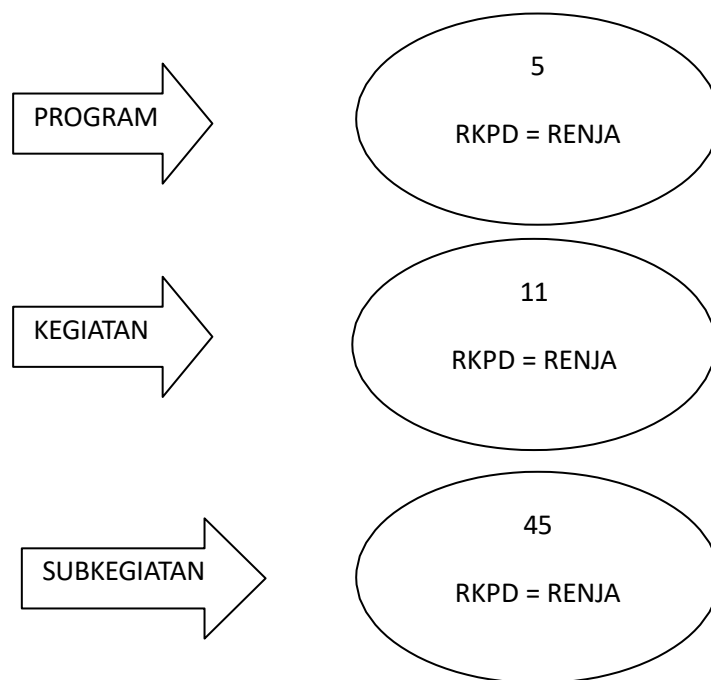 PROGRAM
5
RKPD = RENJA
KEGIATAN
11
RKPD = RENJA
SUBKEGIATAN
45
RKPD = RENJA